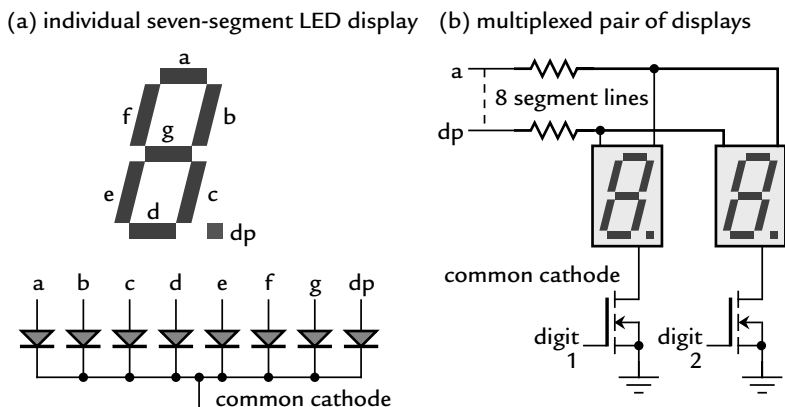 (a) individual seven-segment LED display
a
f
b
g
e
c
d
dp
a b c d e f g dp
common cathode
(b) multiplexed pair of displays
a
8 segment lines
dp
common cathode
digit
1
digit
2